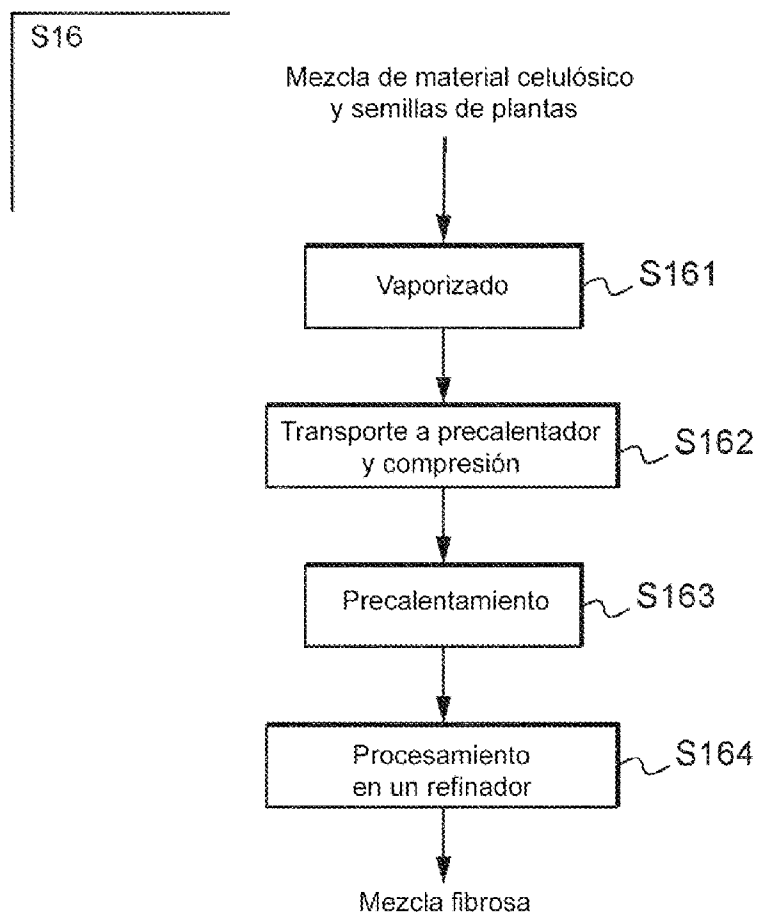 S16
Mezcla de material celulósico
y semillas de plantas
Vaporizado
S161
Transporte a precalentador
y compresión
S162
Precalentamiento
S163
Procesamiento
en un refinador
S164
Mezcla fibrosa